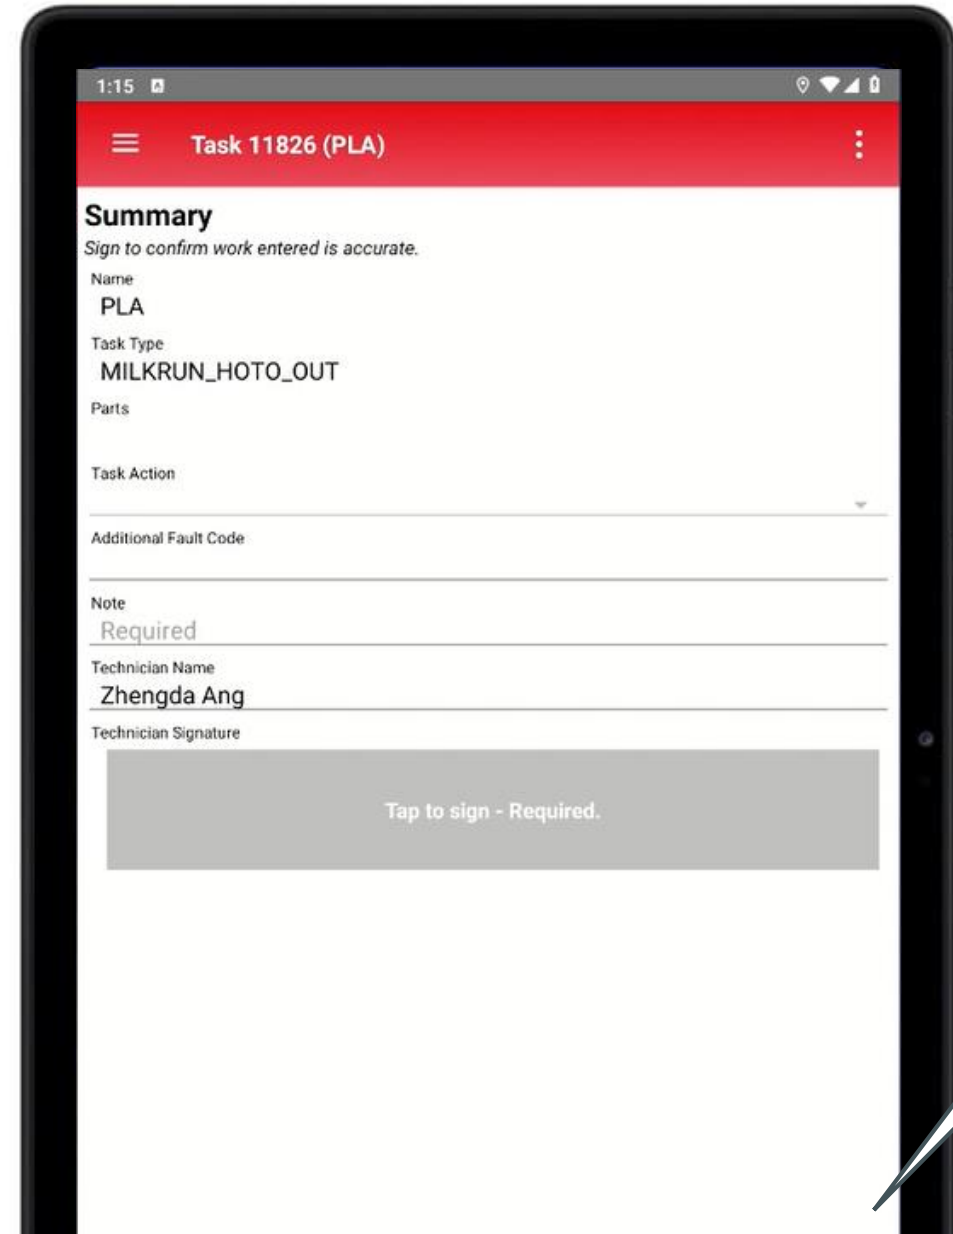 1:15
Task 11826 (PLA)
Summary
Sign to confirm work entered is accurate.
Name
PLA
Task Type
MILKRUN_HOTO_OUT
Parts
Task Action
Additional Fault Code
Note
Required
Technician Name
Zhengda Ang
Technician Signature
Tap to sign - Required.